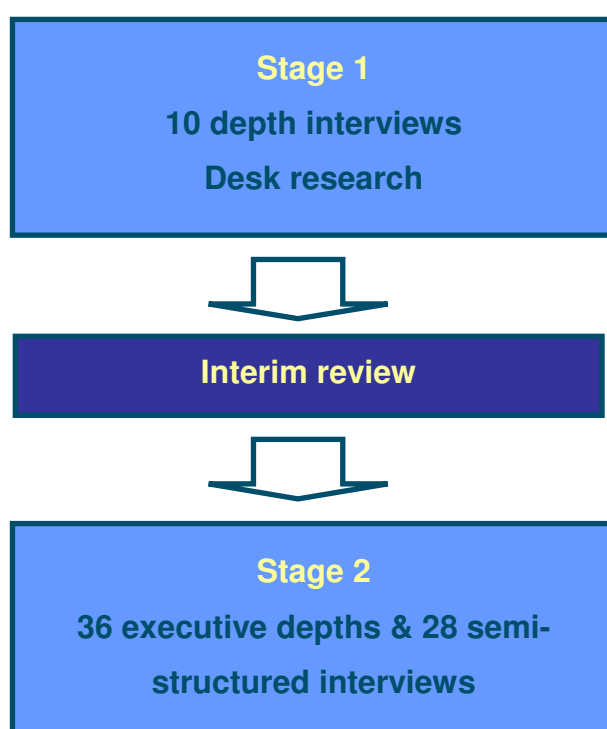 Stage 1
10 depth interviews
Desk research
Interim review
Stage 2
36 executive depths & 28 semi-
structured interviews